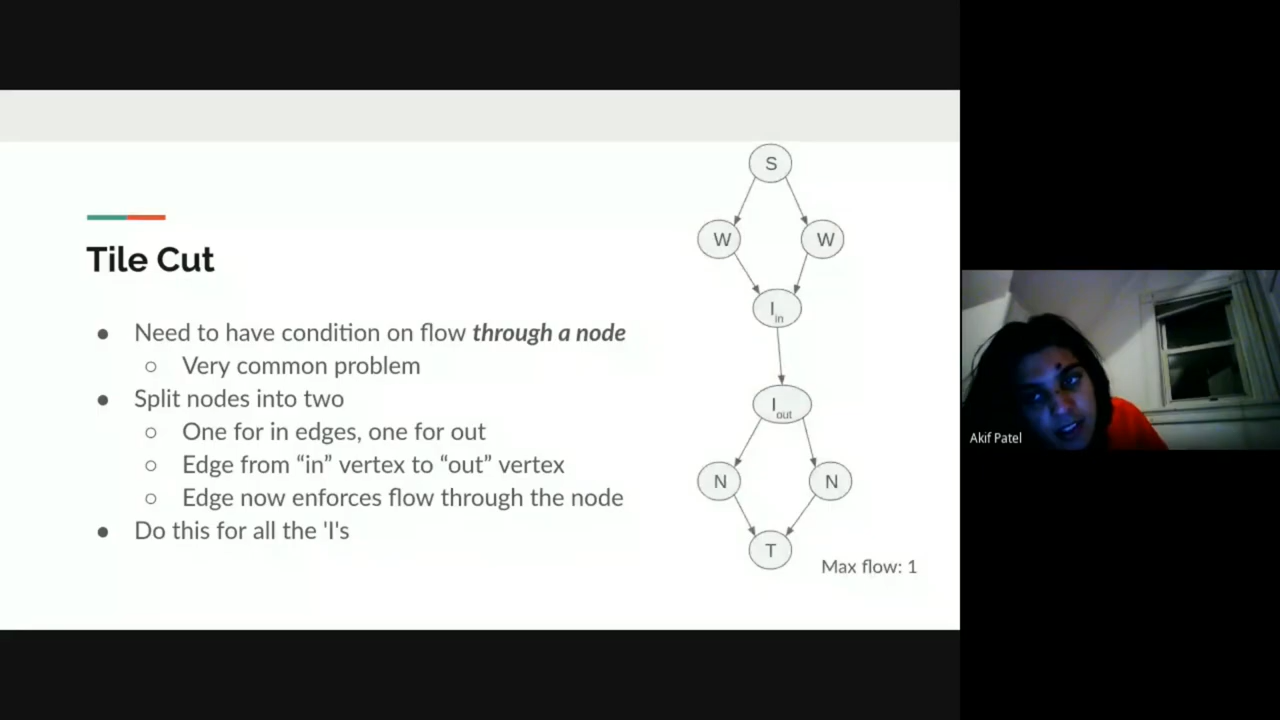 Tile Cut
● Need to have condition on flow through a node
○ Very common problem
● Split nodes into two
○ One for in edges, one for out
○ Edge from “in” vertex to “out” vertex
○ Edge now enforces flow through the node
● Do this for all the 'I's
S
W W
I in
I out
N N
T
Max flow: 1
Akif Patel